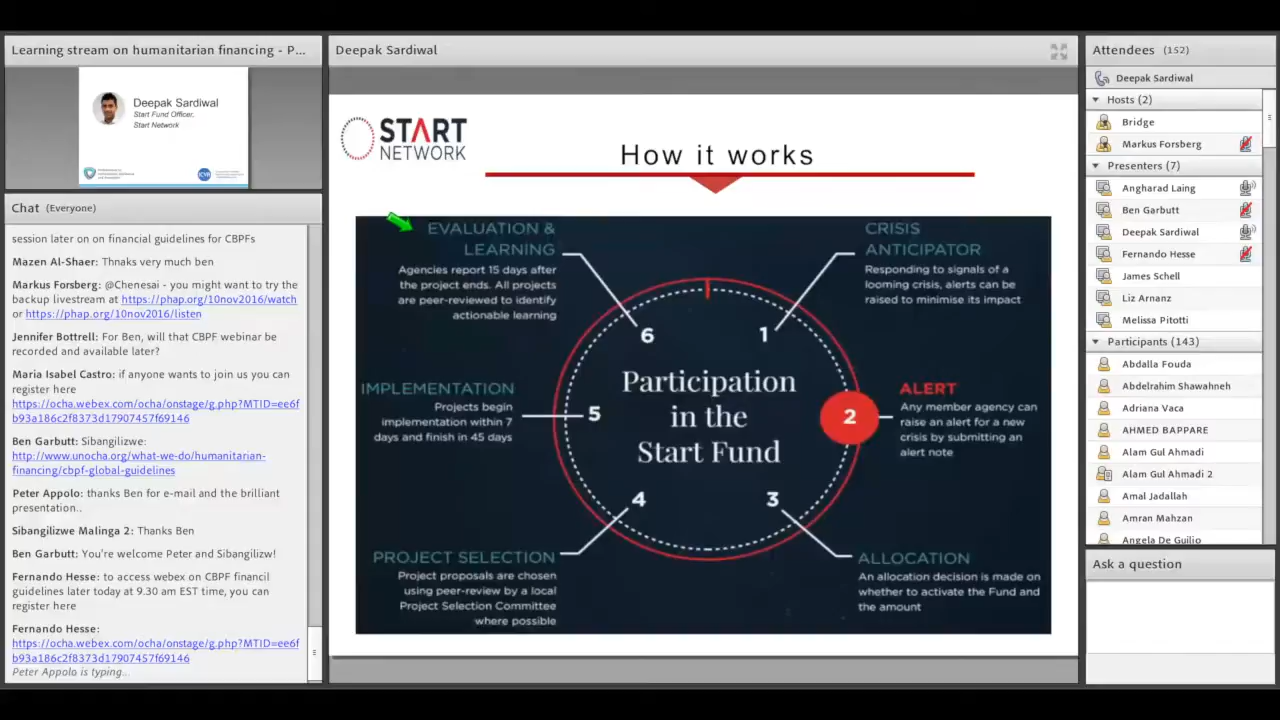 Learning stream on humanitarian financing - P...
Deepak Sardiwal
Start Fund Officer,
Start Network
Chat (Everyone)
session later on on financial guidelines for CBPFs
Mazen Al-Shaer: Thnaks very much ben
Markus Forsberg: @Chenesai - you might want to try the
backup livestream at https://phap.org/10nov2016/watch
or https://phap.org/10nov2016/listen
Jennifer Bottrell: For Ben, will that CBPF webinar be
recorded and available later?
Maria Isabel Castro: if anyone wants to join us you can
register here
https://ocha.webex.com/ocha/onstage/g.php?MTID=ee6f
b93a186c2f8373d17907457f69146
Ben Garbutt: Sibangilizwe:
http://www.unocha.org/what-we-do/humanitarian-
financing/cbpf-global-guidelines
Peter Appolo: thanks Ben for e-mail and the brilliant
presentation..
Sibangilizwe Malinga 2: Thanks Ben
Ben Garbutt: You're welcome Peter and Sibangilizw!
Fernando Hesse: to access webex on CBPF financil
guidelines later today at 9.30 am EST time, you can
register here
Fernando Hesse:
https://ocha.webex.com/ocha/onstage/g.php?MTID=ee6f
b93a186c2f8373d17907457f69146
Peter Appolo is typing...
Deepak Sardiwal
START
NETWORK
How it works
EVALUATION &
LEARNING
Agencies report 15 days after
the project ends. All projects
are peer-reviewed to identify
actionable learning
CRISIS
ANTICIPATOR
Responding to signals of a
looming crisis, alerts can be
raised to minimise its impact
6
1
IMPLEMENTATION
Projects begin
implementation within 7
days and finish in 45 days
5
Participation
in the
Start Fund
2
ALERT
Any member agency can
raise an alert for a new
crisis by submitting an
alert note
4
3
PROJECT SELECTION
Project proposals are chosen
using peer-review by a local
Project Selection Committee
where possible
ALLOCATION
An allocation decision is made on
whether to activate the Fund and
the amount
Attendees (152)
Deepak Sardiwal
Hosts (2)
Bridge
Markus Forsberg
Presenters (7)
Angharad Laing
Ben Garbutt
Deepak Sardiwal
Fernando Hesse
James Schell
Liz Arnanz
Melissa Pitotti
Participants (143)
Abdalla Fouda
Abdelrahim Shawahneh
Adriana Vaca
AHMED BAPPARE
Alam Gul Ahmadi
Alam Gul Ahmadi 2
Amal Jadallah
Amran Mahzan
Angela De Guilio
Ask a question